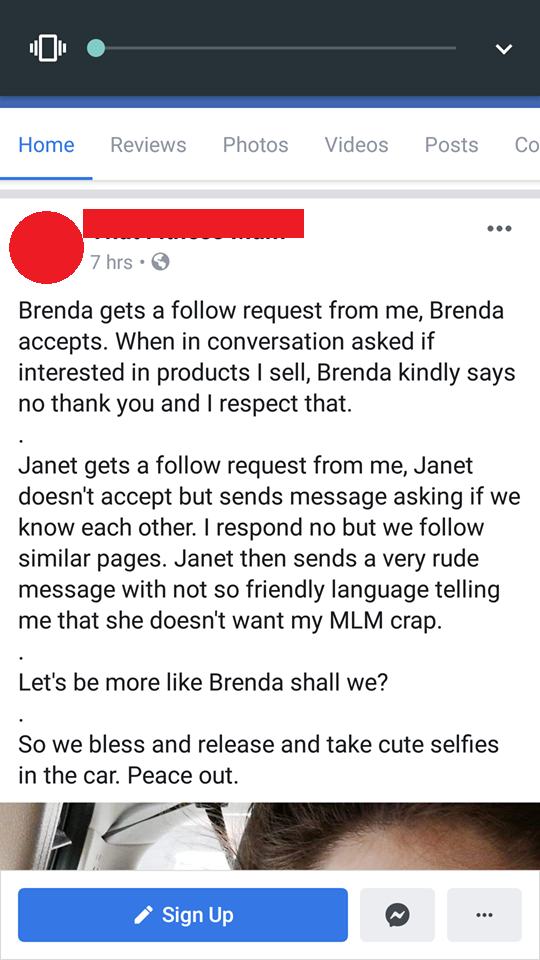 Home Reviews Photos Videos Posts Co
7 hrs •
Brenda gets a follow request from me, Brenda
accepts. When in conversation asked if
interested in products I sell, Brenda kindly says
no thank you and I respect that.
.
Janet gets a follow request from me, Janet
doesn't accept but sends message asking if we
know each other. I respond no but we follow
similar pages. Janet then sends a very rude
message with not so friendly language telling
me that she doesn't want my MLM crap.
.
Let's be more like Brenda shall we?
.
So we bless and release and take cute selfies
in the car. Peace out.
Sign Up